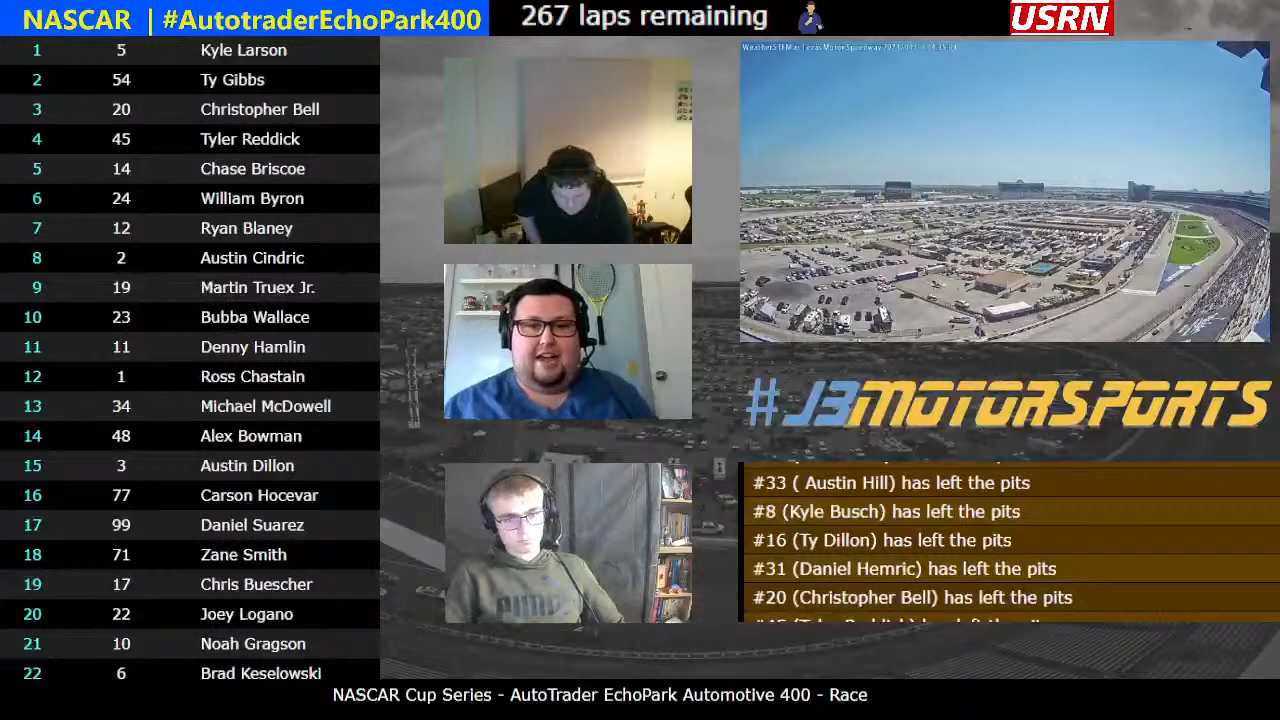 NASCAR | #AutotraderEchoPark400
267 laps remaining
USRN
1 5 Kyle Larson
2 54 Ty Gibbs
3 20 Christopher Bell
4 45 Tyler Reddick
5 14 Chase Briscoe
6 24 William Byron
7 12 Ryan Blaney
8 2 Austin Cindric
9 19 Martin Truex Jr.
10 23 Bubba Wallace
11 11 Denny Hamlin
12 1 Ross Chastain
13 34 Michael McDowell
14 48 Alex Bowman
15 3 Austin Dillon
16 77 Carson Hocevar
17 99 Daniel Suarez
18 71 Zane Smith
19 17 Chris Buescher
20 22 Joey Logano
21 10 Noah Gragson
22 6 Brad Keselowski
Texas Motor Speedway
#J3MOTORSPORTS
#33 ( Austin Hill) has left the pits
#8 (Kyle Busch) has left the pits
#16 (Ty Dillon) has left the pits
#31 (Daniel Hemric) has left the pits
#20 (Christopher Bell) has left the pits
PUMA
NASCAR Cup Series - AutoTrader EchoPark Automotive 400 - Race